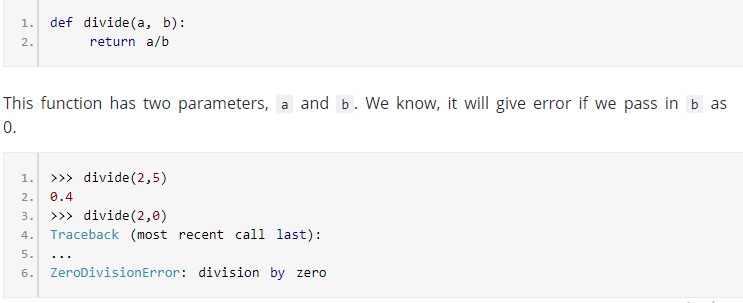 1. def divide(a, b):
2. return a/b
This function has two parameters, a and b. We know, it will give error if we pass in b as
0.
1. >>> divide(2,5)
2. 0.4
3. >>> divide(2,0)
4. Traceback (most recent call last):
5. ...
6. ZeroDivisionError: division by zero